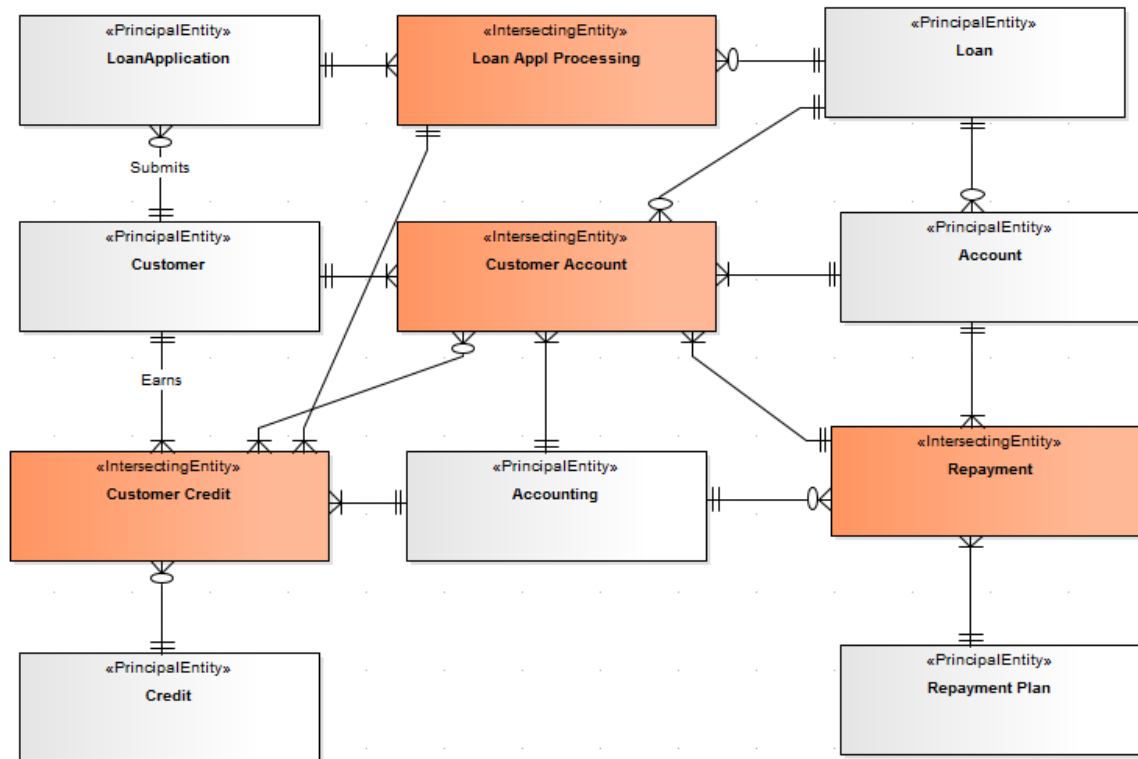 «PrincipalEntity»
LoanApplication
«IntersectingEntity»
Loan Appl Processing
«PrincipalEntity»
Loan
Submits
«PrincipalEntity»
Customer
«IntersectingEntity»
Customer Account
«PrincipalEntity»
Account
Earns
«IntersectingEntity»
Customer Credit
«PrincipalEntity»
Accounting
«IntersectingEntity»
Repayment
«PrincipalEntity»
Credit
«PrincipalEntity»
Repayment Plan